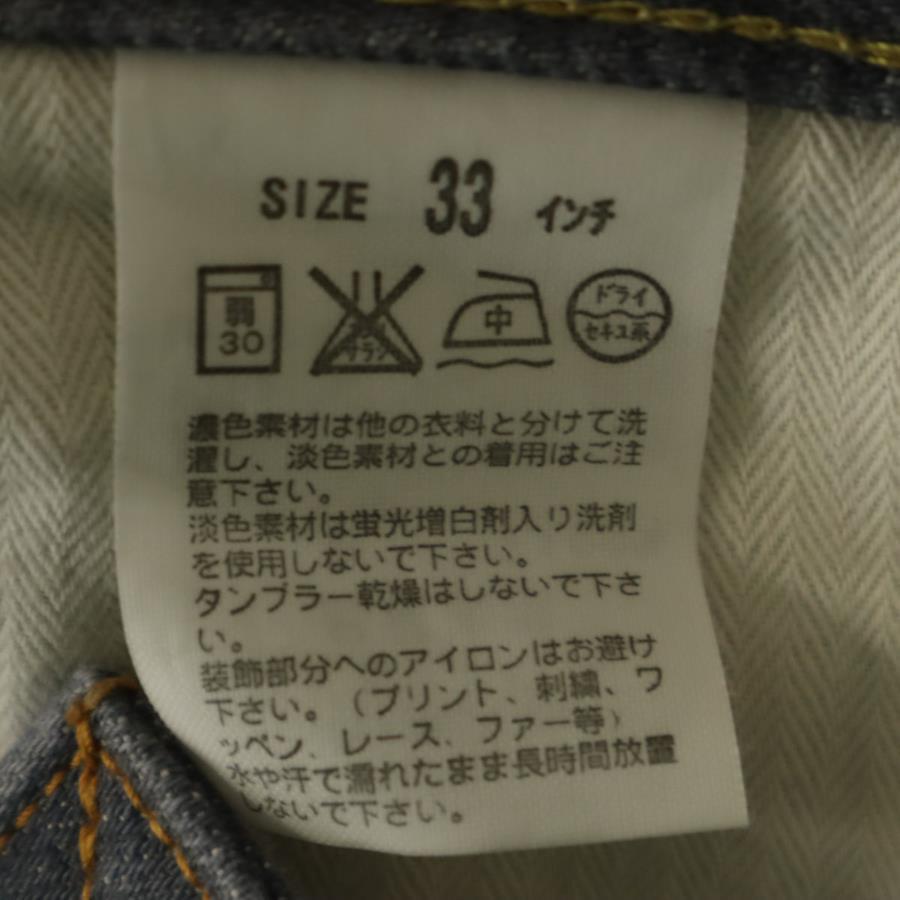 SIZE 33 インチ
弱
30
エンソ
サラシ
中
ドライ
セキユ系
濃色素材は他の衣料と分けて洗
濯し、淡色素材との着用はご注
意下さい。
淡色素材は蛍光増白剤入り洗剤
を使用しないで下さい。
タンブラー乾燥はしないで下さ
い。
装飾部分へのアイロンはお避け
下さい。（プリント、刺繍、ワ
ッペン、レース、ファー等）
水や汗で濡れたまま長時間放置
しないで下さい。